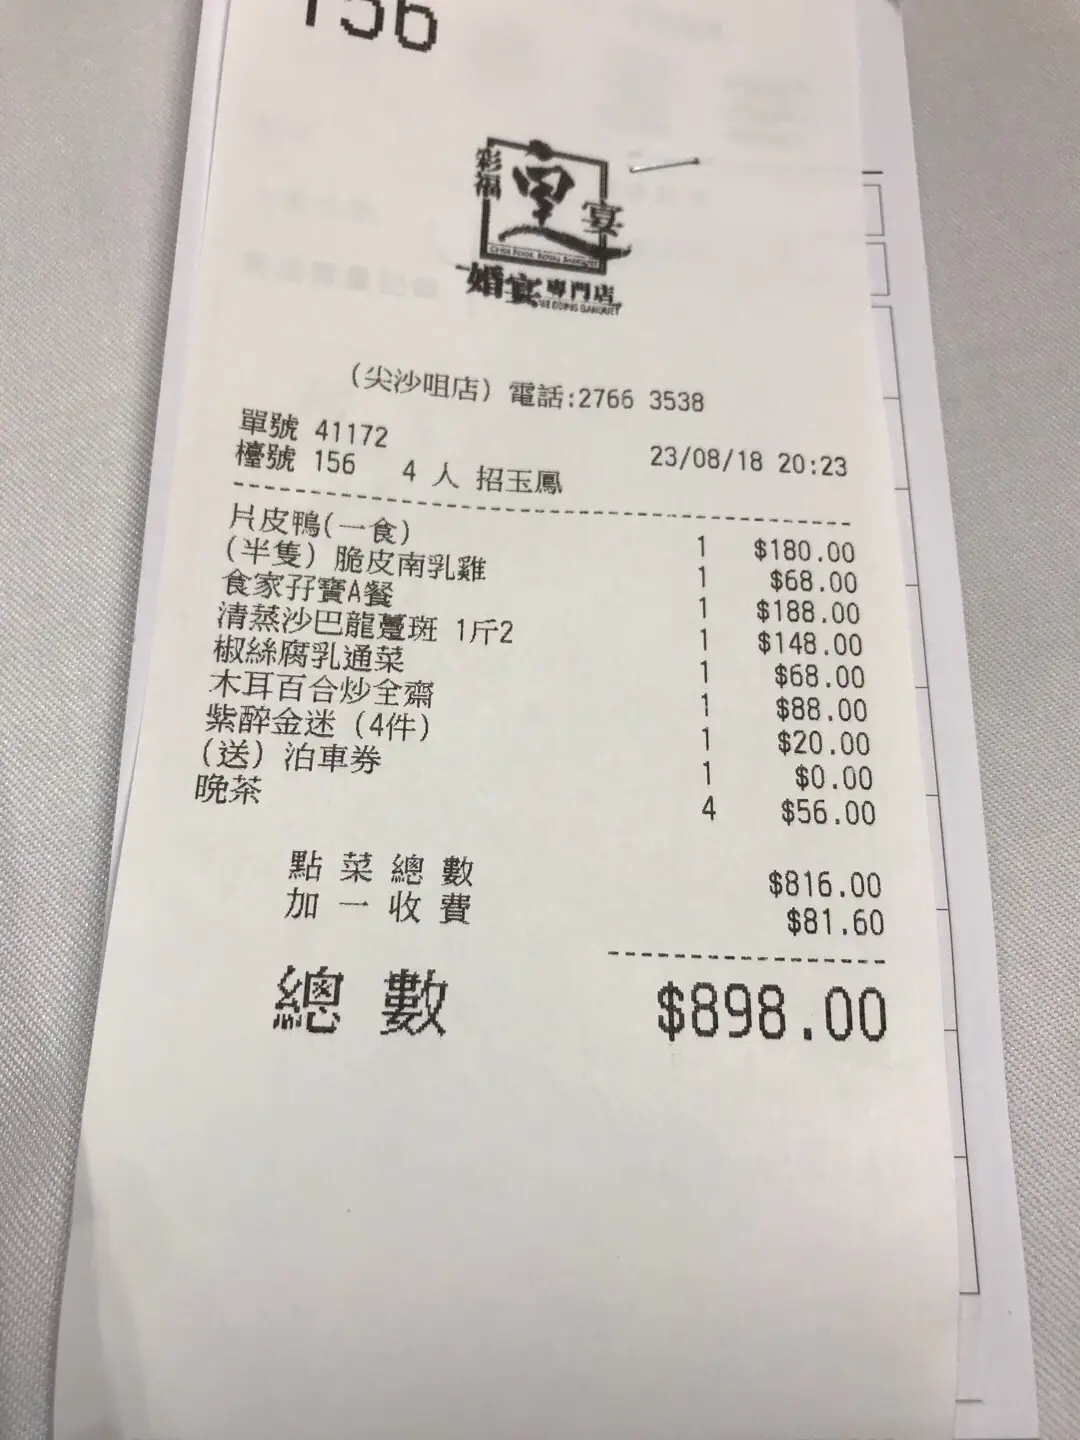 156
彩福
皇
宴
婚宴專門店
WEDDING BANQUET
(尖沙咀店) 電話:2766 3538
單號 41172
23/08/18 20:23
檯號 156 4 人 招玉鳳
片皮鴨(一食) 1 $180.00
(半隻) 脆皮南乳雞 1 $68.00
食家孖寶A餐 1 $188.00
清蒸沙巴龍躉斑 1斤2 1 $148.00
椒絲腐乳通菜 1 $68.00
木耳百合炒全齋 1 $88.00
紫醉金迷 (4件) 1 $20.00
(送) 泊車券 1 $0.00
晚茶 4 $56.00
點菜總數 $816.00
加一收費 $81.60
總數 $898.00